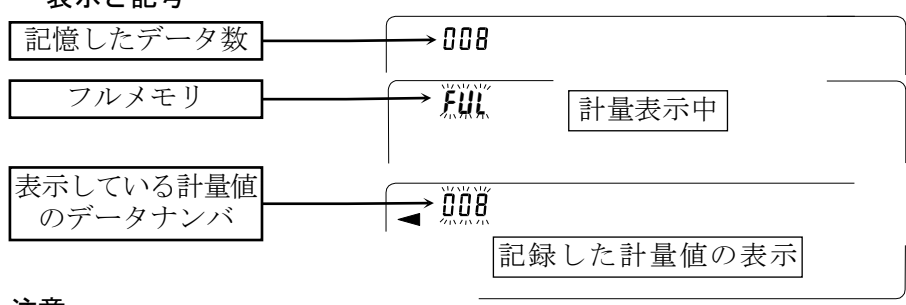 表示と記号
記憶したデータ数
008
フルメモリ
FUL
計量表示中
表示している計量値
のデータナンバ
008
記録した計量値の表示
注意